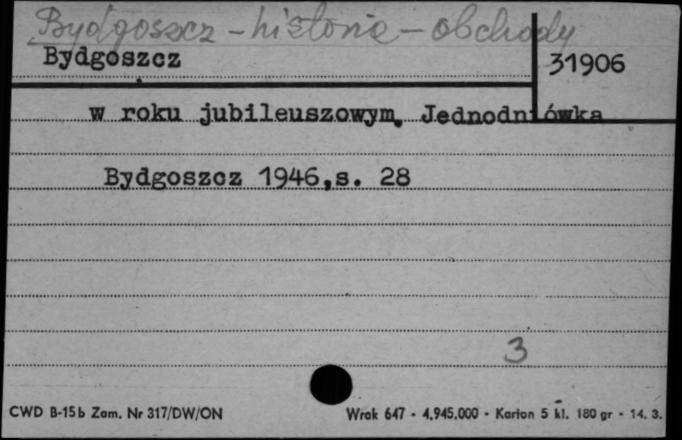 Bydgoszcz - historia - obchody
Bydgoszcz
31906
w roku jubileuszowym. Jednodniówka
Bydgoszcz 1946,s. 28
3
CWD B-15b Zam. Nr 317/DW/ON Wrak 647 - 4.945.000 - Karton 5 kl. 180 gr - 14. 3.